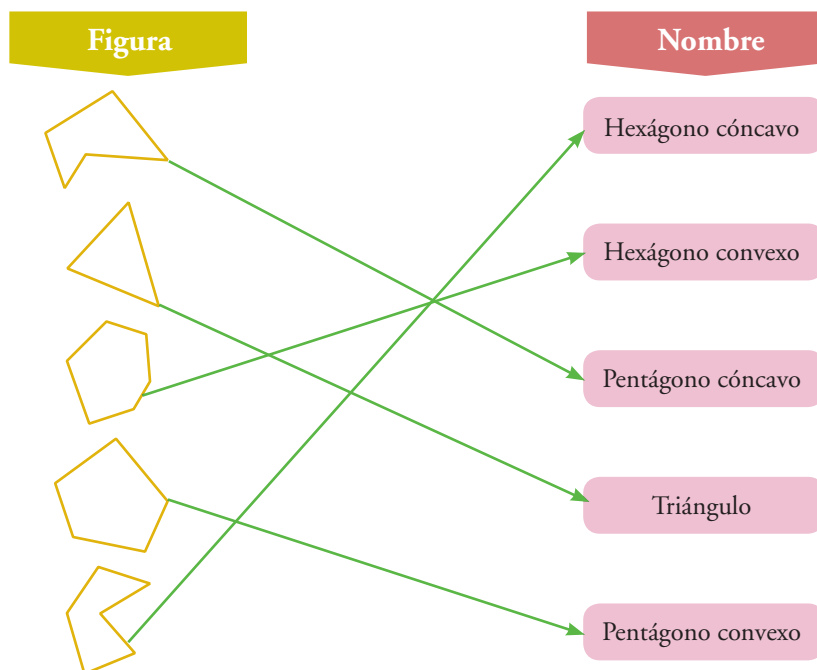 Figura
Nombre
Hexágono cóncavo
Hexágono convexo
Pentágono cóncavo
Triángulo
Pentágono convexo